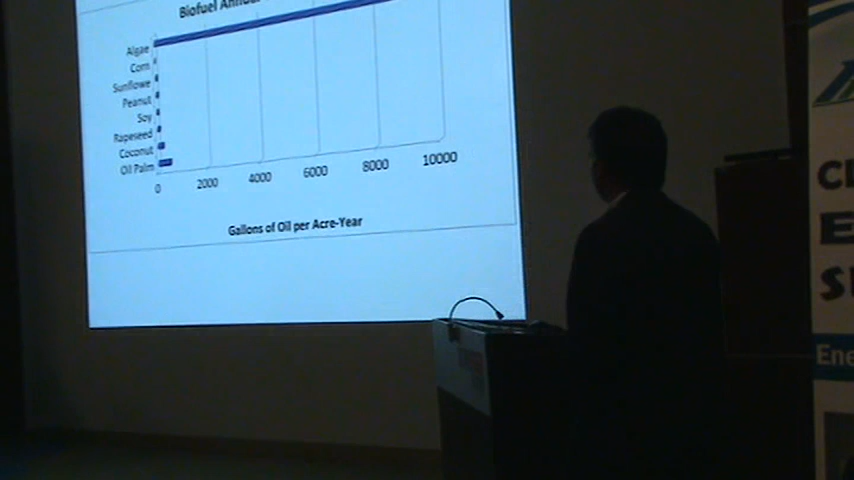 Biofuel Annual
Algae
Corn
Sunflowe
Peanut
Soy
Rapeseed
Coconut
Oil Palm
0 2000 4000 6000 8000 10000
Gallons of Oil per Acre-Year
Ene